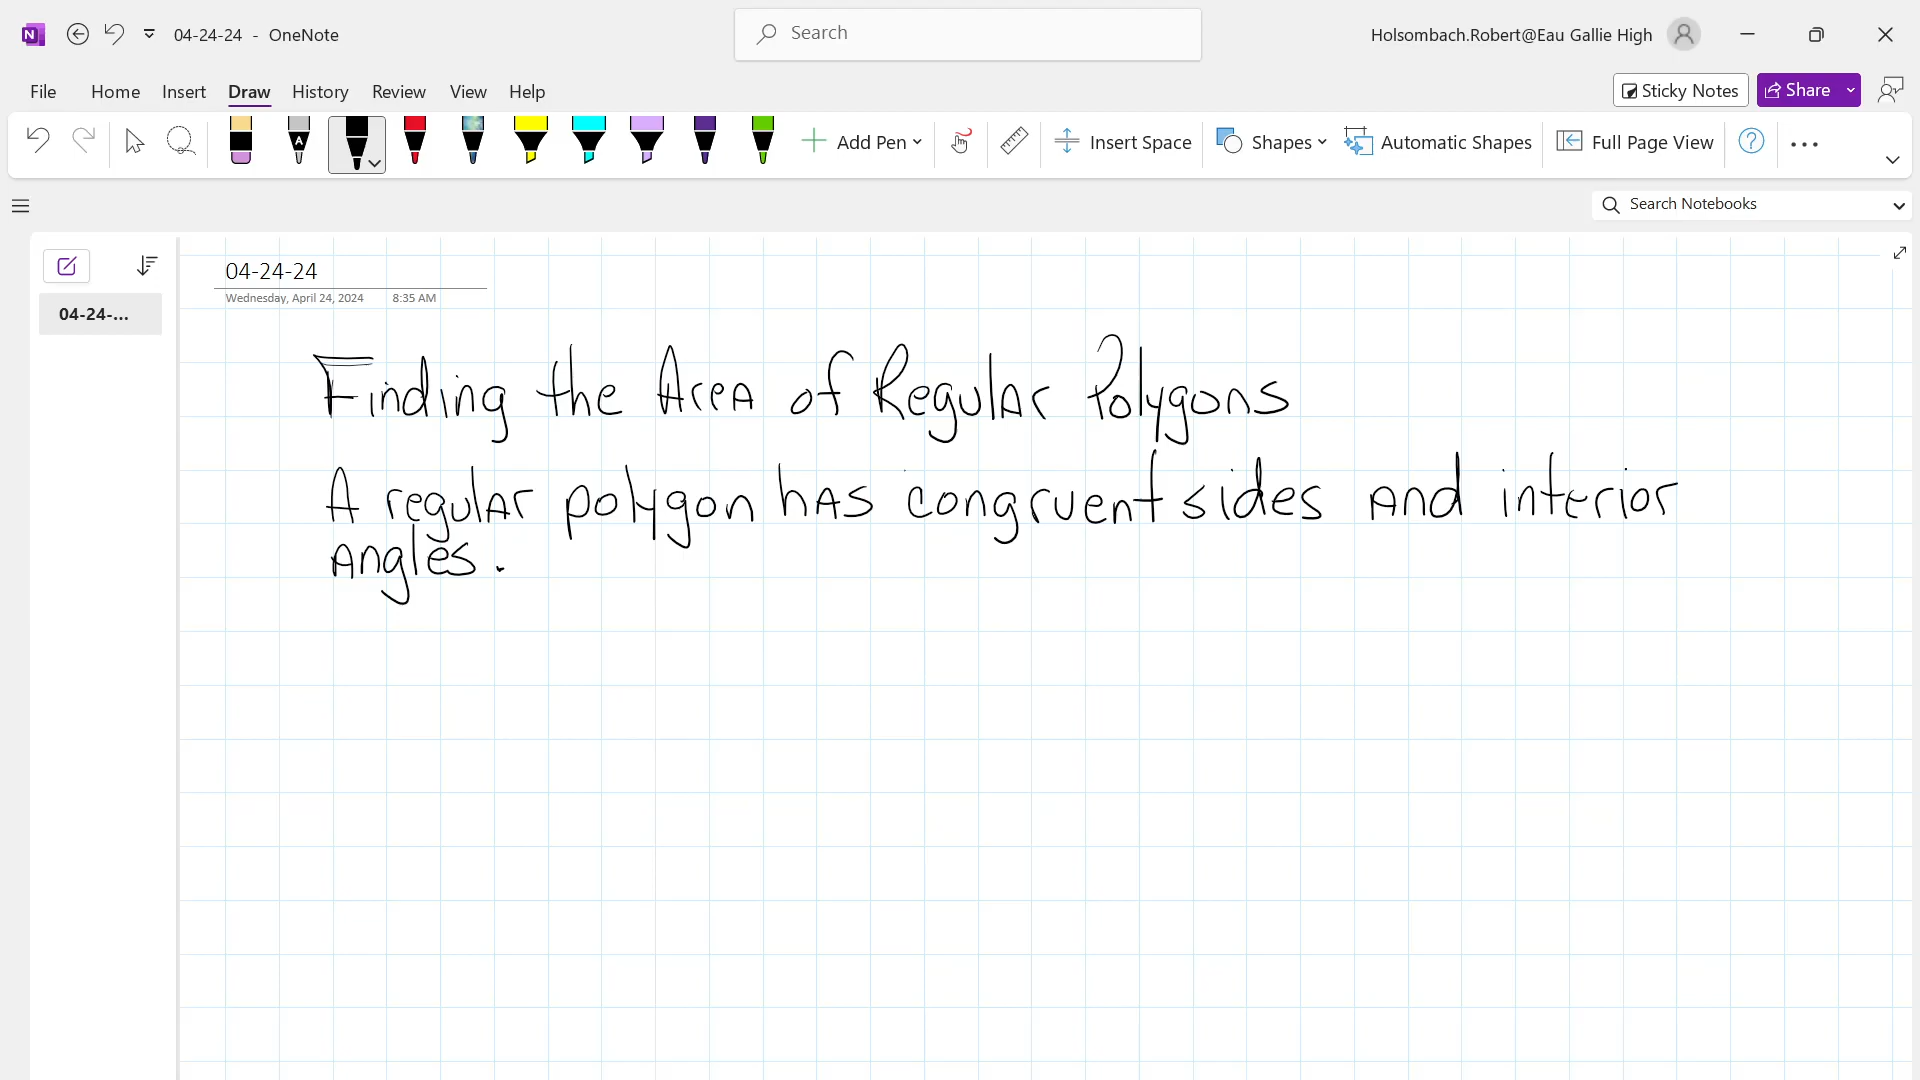 04-24-24 - OneNote
Search
Holsombach.Robert@Eau Gallie High
File Home Insert Draw History Review View Help
Sticky Notes Share
A Add Pen Insert Space Shapes Automatic Shapes Full Page View ? ...
Search Notebooks
04-24-...
04-24-24
Wednesday, April 24, 2024 8:35 AM
Finding the Area of Regular Polygons
A regular polygon has congruent sides and interior
angles.